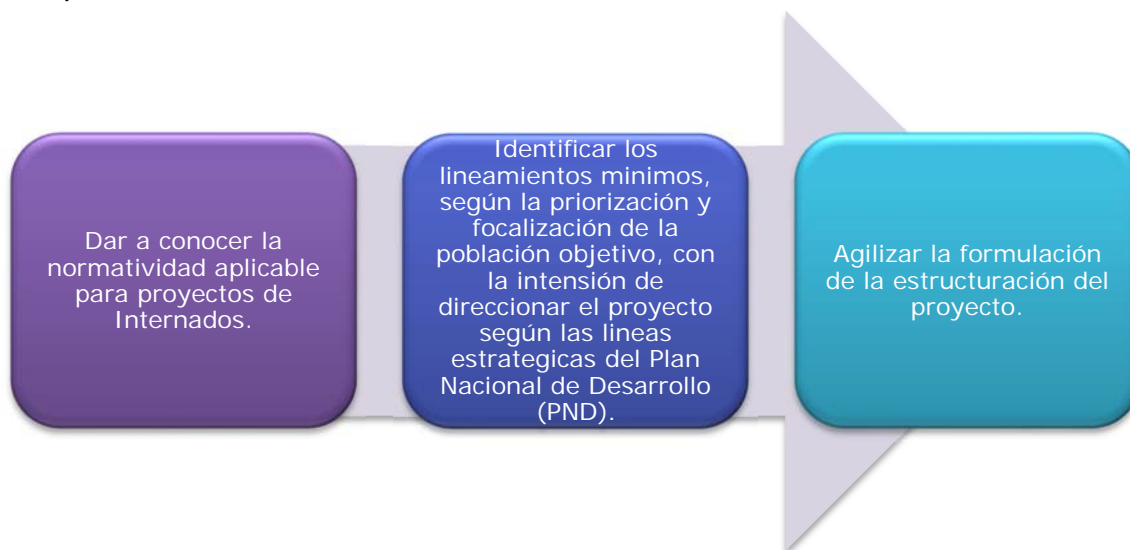 Dar a conocer la
normatividad aplicable
para proyectos de
Internados.
Identificar los
lineamientos minimos,
según la priorización y
focalización de la
población objetivo, con
la intensión de
direccionar el proyecto
según las lineas
estrategicas del Plan
Nacional de Desarrollo
(PND).
Agilizar la formulación
de la estructuración del
proyecto.